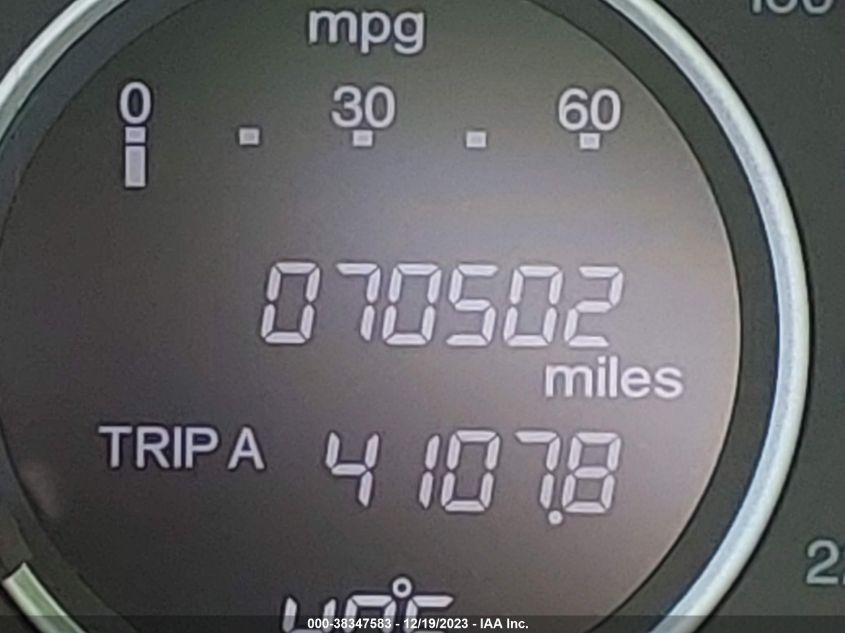 mpg
0 30 60
070502
miles
TRIP A 4107.8
000-38347583 - 12/19/2023 - IAA Inc.